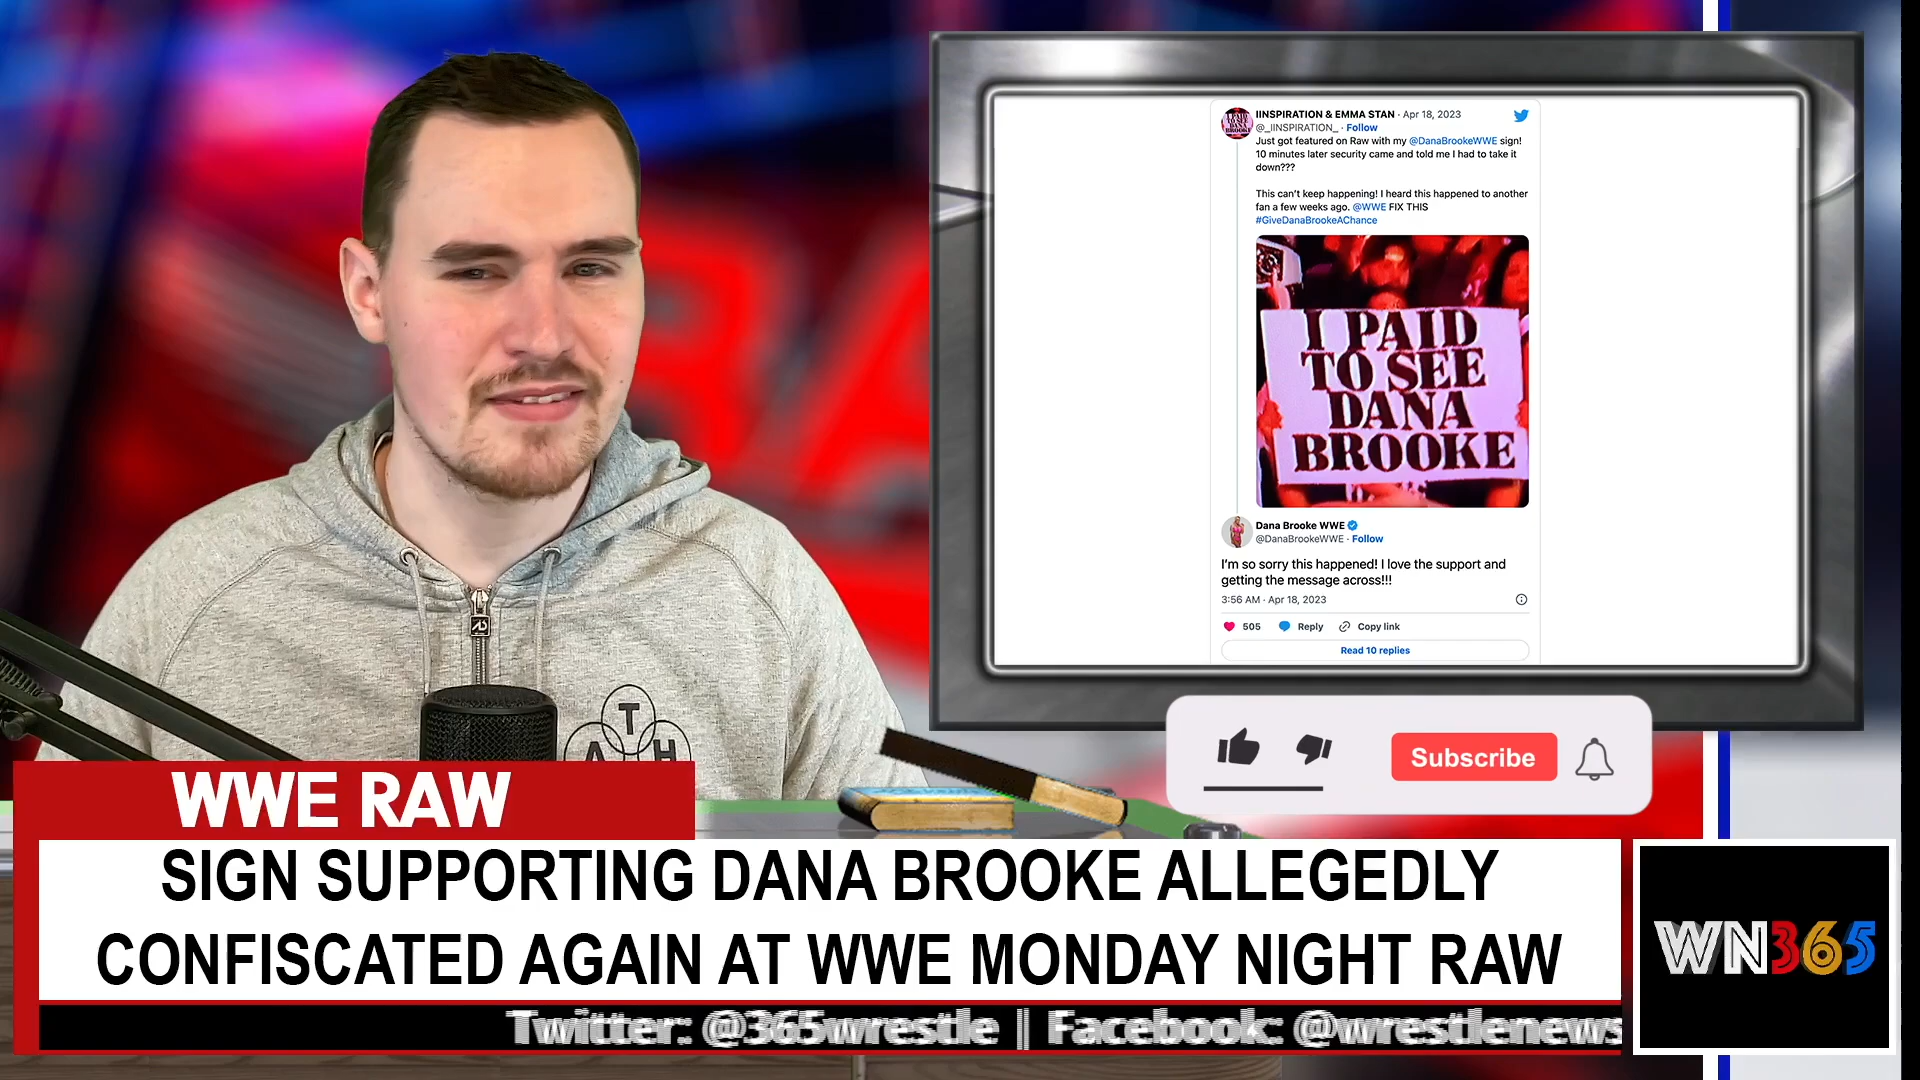 IINSPIRATION & EMMA STAN · Apr 18, 2023
@_IINSPIRATION_ · Follow
Just got featured on Raw with my @DanaBrookeWWE sign!
10 minutes later security came and told me I had to take it
down???
This can't keep happening! I heard this happened to another
fan a few weeks ago. @WWE FIX THIS
#GiveDanaBrookeAChance
I PAID
TO SEE
DANA
BROOKE
Dana Brooke WWE
@DanaBrookeWWE · Follow
I'm so sorry this happened! I love the support and
getting the message across!!!
3:56 AM · Apr 18, 2023
505 Reply Copy link
Read 10 replies
Subscribe
T
A H
WWE RAW
SIGN SUPPORTING DANA BROOKE ALLEGEDLY
CONFISCATED AGAIN AT WWE MONDAY NIGHT RAW
WN365
Twitter: @365wrestle || Facebook: @wrestlenews